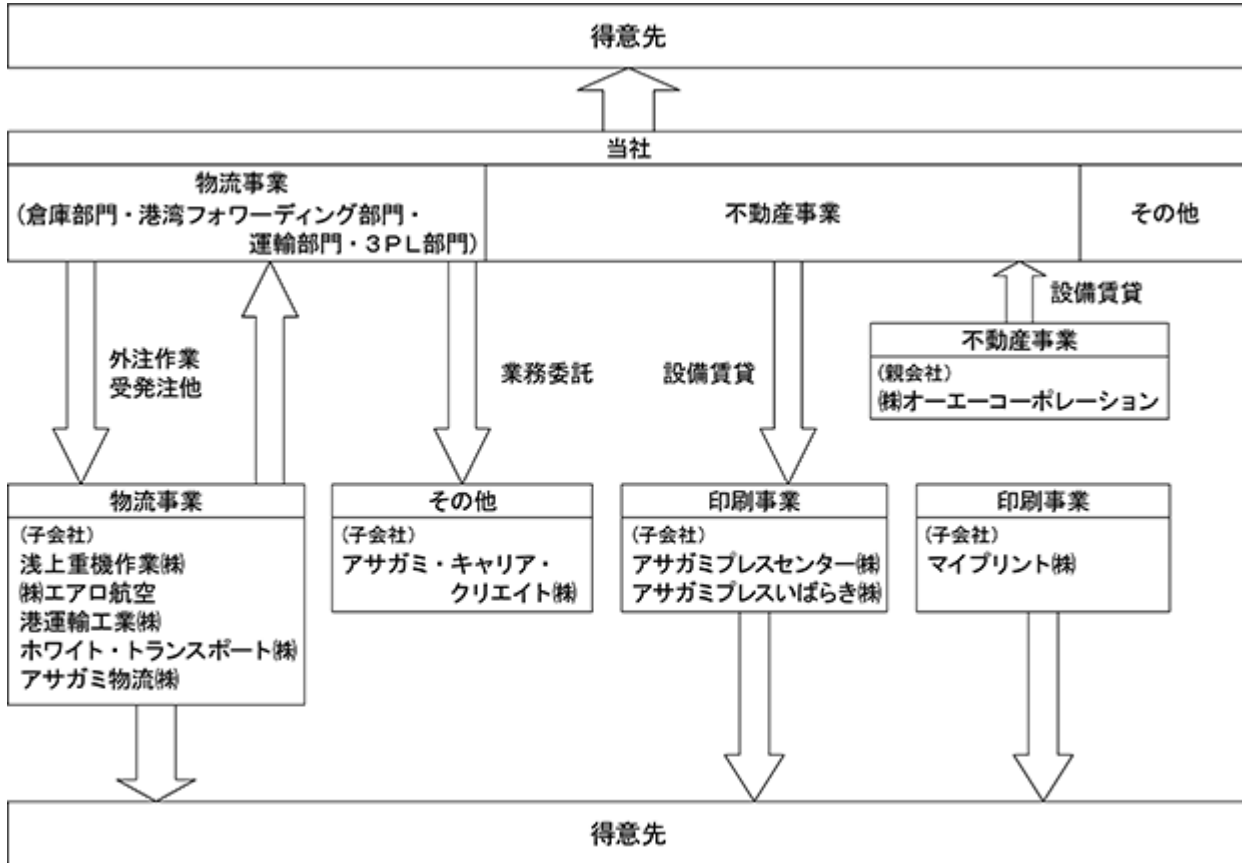 得意先
当社
物流事業
(倉庫部門・港湾フォワーディング部門・
運輸部門・3PL部門)
不動産事業
その他
外注作業
受発注他
業務委託
設備賃貸
設備賃貸
不動産事業
(親会社)
㈱オーエーコーポレーション
物流事業
(子会社)
浅上重機作業㈱
㈱エアロ航空
港運輸工業㈱
ホワイト・トランスポート㈱
アサガミ物流㈱
その他
(子会社)
アサガミ・キャリア・
クリエイト㈱
印刷事業
(子会社)
アサガミプレスセンター㈱
アサガミプレスいばらき㈱
印刷事業
(子会社)
マイプリント㈱
得意先